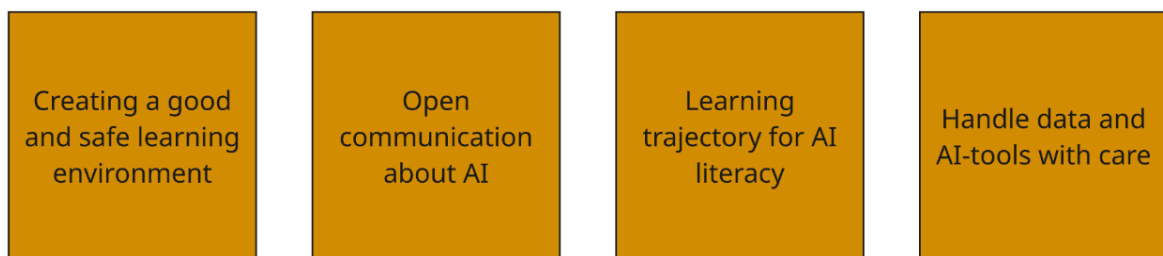 Creating a good
and safe learning
environment
Open
communication
about AI
Learning
trajectory for AI
literacy
Handle data and
AI-tools with care